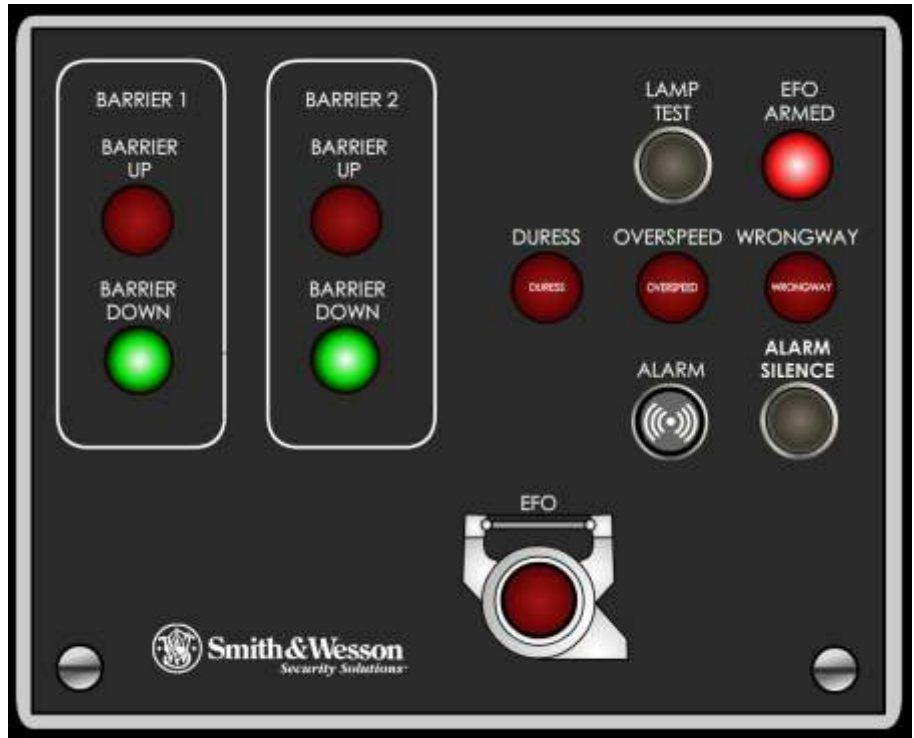 BARRIER 1
BARRIER
UP
BARRIER
DOWN
BARRIER 2
BARRIER
UP
BARRIER
DOWN
LAMP
TEST
EFO
ARMED
DURESS
DURESS
OVERSPEED
OVERSPEED
WRONGWAY
WRONGWAY
ALARM
ALARM
SILENCE
EFO
Smith & Wesson
Security Solutions